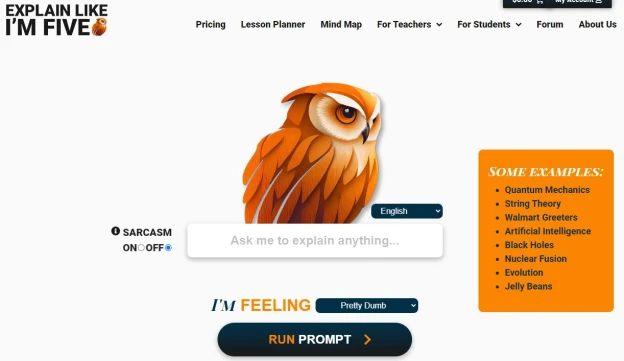 EXPLAIN LIKE
I'M FIVE
$0.00 My Account
Pricing Lesson Planner Mind Map For Teachers For Students Forum About Us
English
SARCASM
ON OFF
Ask me to explain anything...
SOME EXAMPLES:
Quantum Mechanics
String Theory
Walmart Greeters
Artificial Intelligence
Black Holes
Nuclear Fusion
Evolution
Jelly Beans
I'M FEELING Pretty Dumb
RUN PROMPT